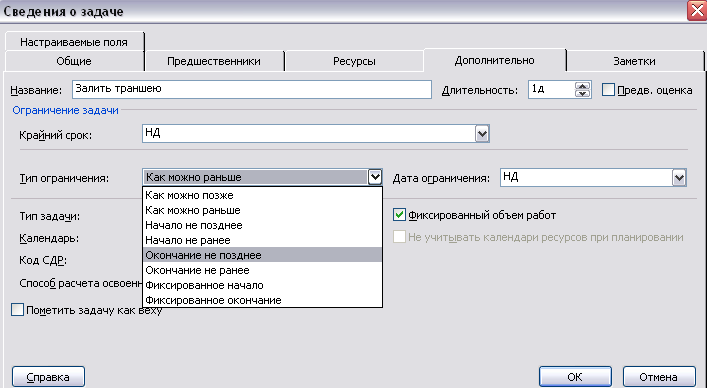 Сведения о задаче
Настраиваемые поля
Общие Предшественники Ресурсы Дополнительно Заметки
Название: Залить траншею Длительность: 1д Предв. оценка
Ограничение задачи
Крайний срок: НД
Тип ограничения: Как можно раньше Дата ограничения: НД
Как можно позже
Как можно раньше
Тип задачи: Начало не позднее Фиксированный объем работ
Календарь: Начало не ранее Не учитывать календари ресурсов при планировании
Код СДР: Окончание не позднее
Окончание не ранее
Способ расчета освоенн Фиксированное начало
Фиксированное окончание
Пометить задачу как веху
Справка ОК Отмена